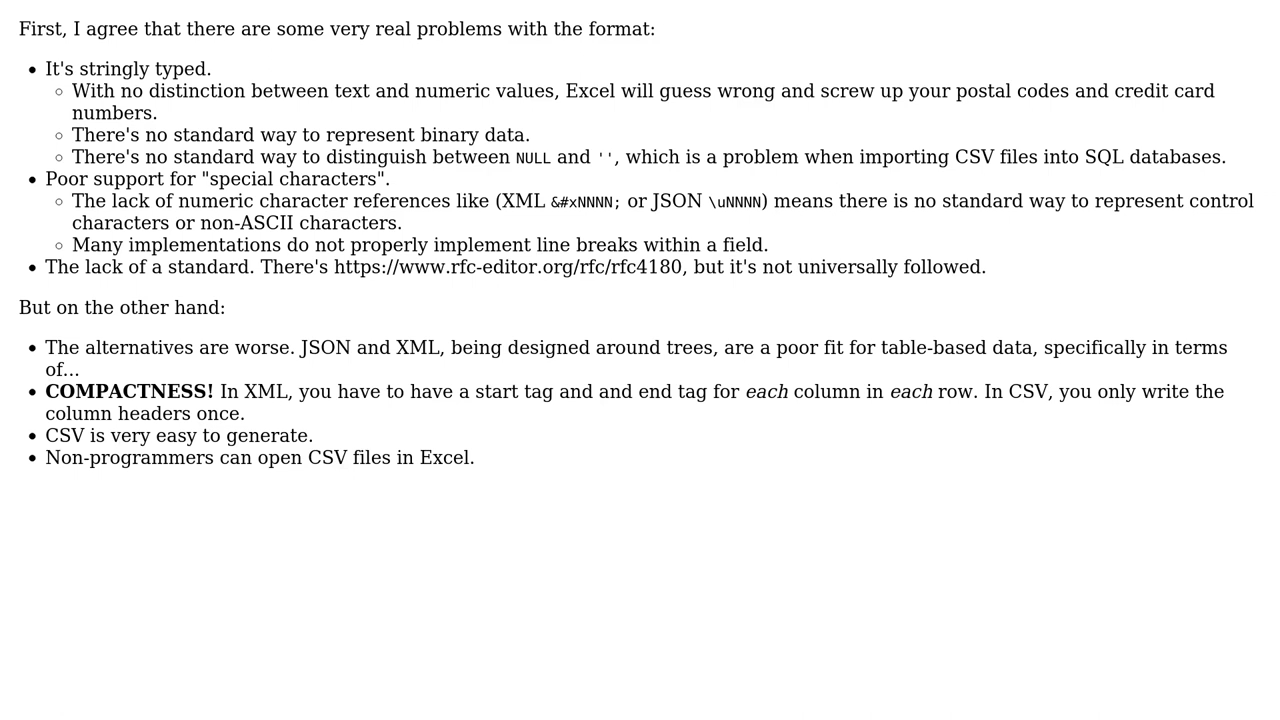 First, I agree that there are some very real problems with the format:
• It's stringly typed.
◦ With no distinction between text and numeric values, Excel will guess wrong and screw up your postal codes and credit card
numbers.
◦ There's no standard way to represent binary data.
◦ There's no standard way to distinguish between NULL and '', which is a problem when importing CSV files into SQL databases.
• Poor support for "special characters".
◦ The lack of numeric character references like (XML &#xNNNN; or JSON \uNNNN) means there is no standard way to represent control
characters or non-ASCII characters.
◦ Many implementations do not properly implement line breaks within a field.
• The lack of a standard. There's https://www.rfc-editor.org/rfc/rfc4180, but it's not universally followed.
But on the other hand:
• The alternatives are worse. JSON and XML, being designed around trees, are a poor fit for table-based data, specifically in terms
of...
• COMPACTNESS! In XML, you have to have a start tag and and end tag for each column in each row. In CSV, you only write the
column headers once.
• CSV is very easy to generate.
• Non-programmers can open CSV files in Excel.